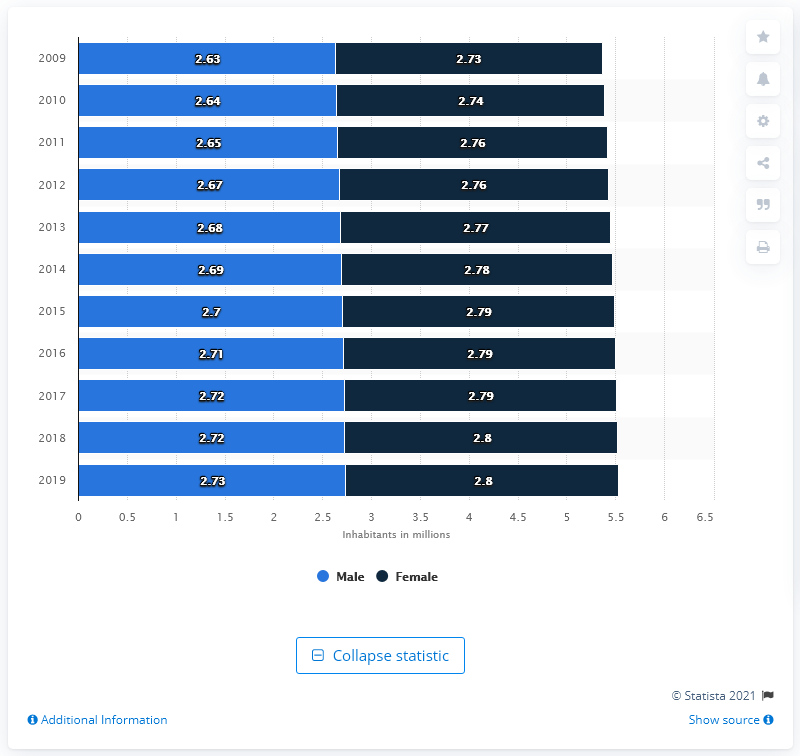 2009 2.63 2.73
2010 2.64 2.74
2011 2.65 2.76
2012 2.67 2.76
2013 2.68 2.77
2014 2.69 2.78
2015 2.7 2.79
2016 2.71 2.79
2017 2.72 2.79
2018 2.72 2.8
2019 2.73 2.8
0 0.5 1 1.5 2 2.5 3 3.5 4 4.5 5 5.5 6 6.5
Inhabitants in millions
Male Female
Collapse statistic
© Statista 2021
Additional Information Show source